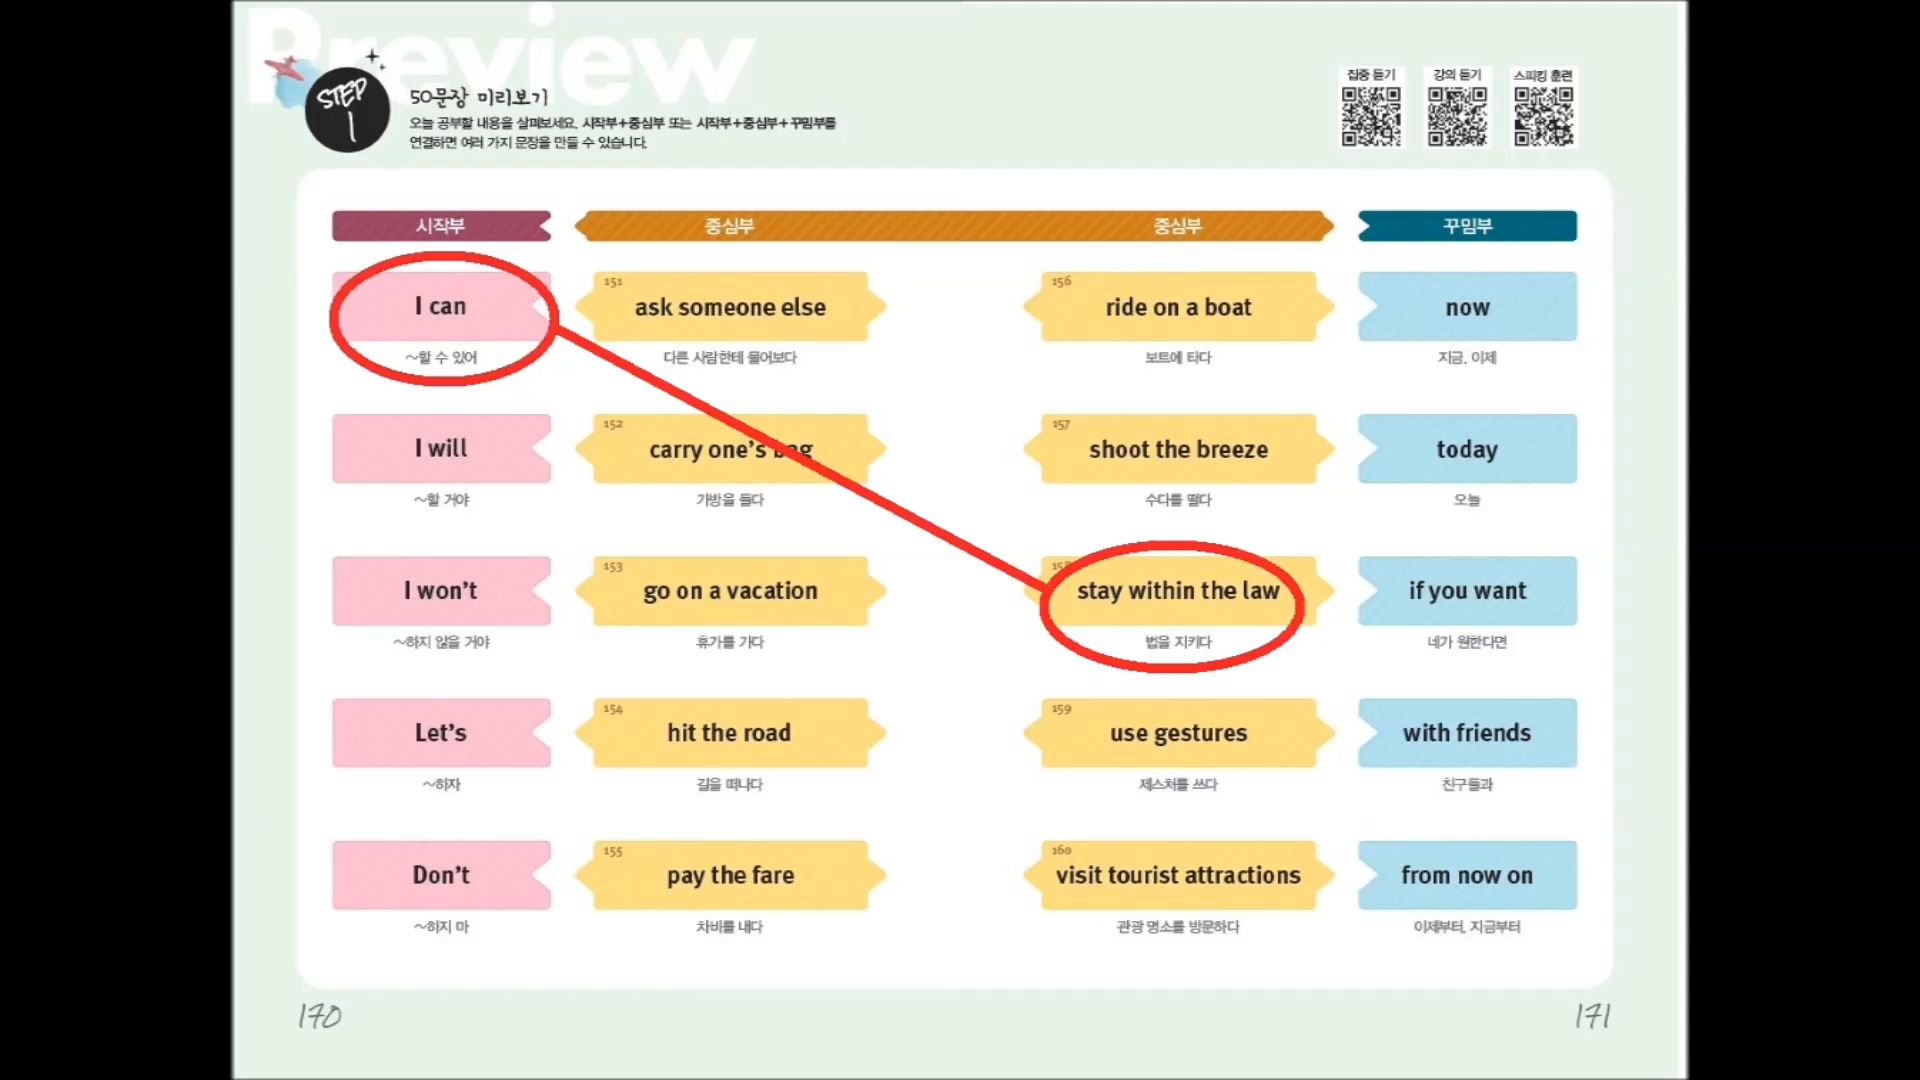 Preview
STEP
1
50문장 미리보기
오늘 공부할 내용을 살펴보세요. 시작부+중심부 또는 시작부+중심부+꾸밈부를
연결하면 여러 가지 문장을 만들 수 있습니다.
집중 듣기 강의 듣기 스피킹 훈련
시작부 중심부 중심부 꾸밈부
I can 151 ask someone else 156 ride on a boat now
~할 수 있어 다른 사람한테 물어보다 보트에 타다 지금, 이제
I will 152 carry one's bag 157 shoot the breeze today
~할 거야 가방을 들다 수다를 떨다 오늘
I won't 153 go on a vacation 158 stay within the law if you want
~하지 않을 거야 휴가를 가다 법을 지키다 네가 원한다면
Let's 154 hit the road 159 use gestures with friends
~하자 길을 떠나다 제스처를 쓰다 친구들과
Don't 155 pay the fare 160 visit tourist attractions from now on
~하지 마 차비를 내다 관광 명소를 방문하다 이제부터, 지금부터
170 171